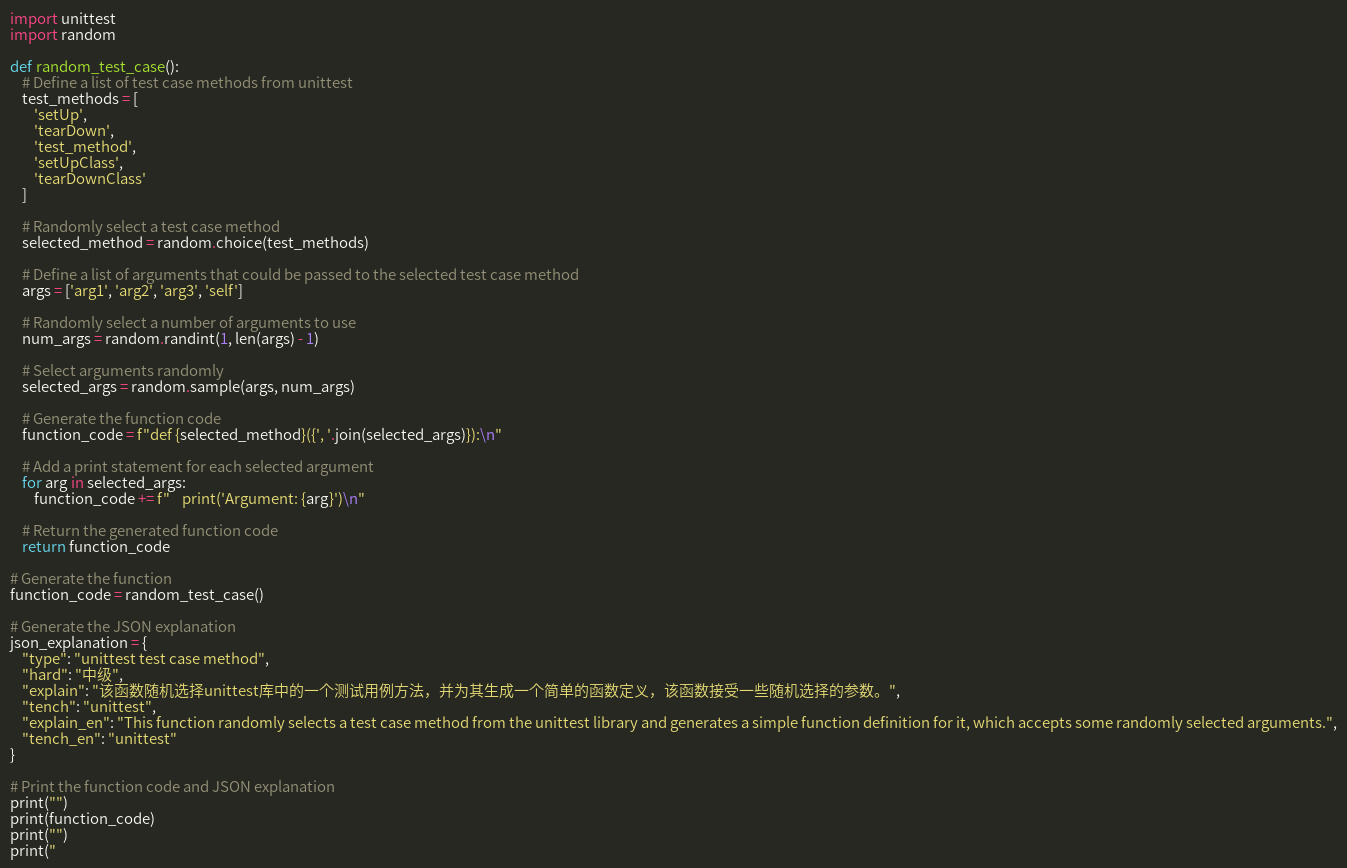 import unittest
import random
def random_test_case():
# Define a list of test case methods from unittest
test_methods = [
'setUp',
'tearDown',
'test_method',
'setUpClass',
'tearDownClass'
]
# Randomly select a test case method
selected_method = random.choice(test_methods)
# Define a list of arguments that could be passed to the selected test case method
args = ['arg1', 'arg2', 'arg3', 'self']
# Randomly select a number of arguments to use
num_args = random.randint(1, len(args) - 1)
# Select arguments randomly
selected_args = random.sample(args, num_args)
# Generate the function code
function_code = f"def {selected_method}({', '.join(selected_args)}):\n"
# Add a print statement for each selected argument
for arg in selected_args:
function_code += f"    print('Argument: {arg}')\n"
# Return the generated function code
return function_code
# Generate the function
function_code = random_test_case()
# Generate the JSON explanation
json_explanation = {
"type": "unittest test case method",
"hard": "中级",
"explain": "该函数随机选择unittest库中的一个测试用例方法，并为其生成一个简单的函数定义，该函数接受一些随机选择的参数。",
"tench": "unittest",
"explain_en": "This function randomly selects a test case method from the unittest library and generates a simple function definition for it, which accepts some randomly selected arguments.",
"tench_en": "unittest"
}
# Print the function code and JSON explanation
print("")
print(function_code)
print("")
print("